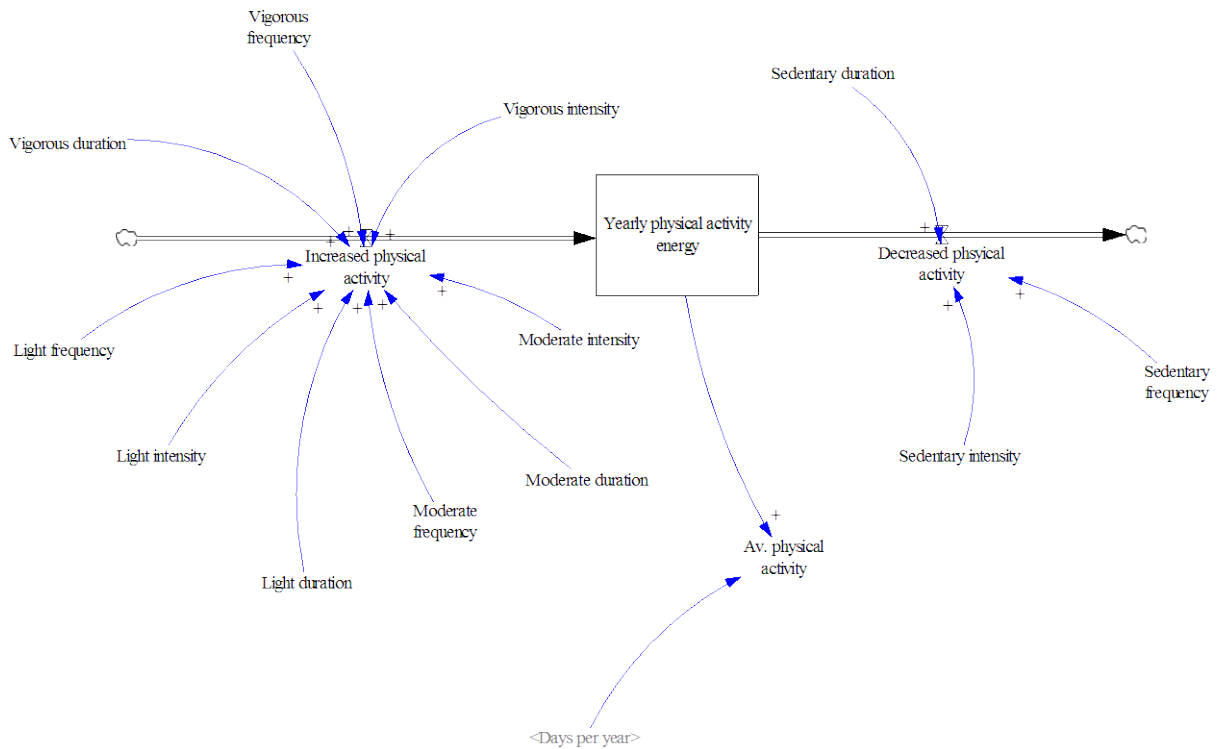 Vigorous
frequency
Sedentary duration
Vigorous intensity
Vigorous duration
Yearly physical activity
energy
Increased physical
activity
Decreased phsyical
activity
Light frequency
Moderate intensity
Sedentary
frequency
Light intensity
Sedentary intensity
Moderate duration
Moderate
frequency
Av. physical
activity
Light duration
<Days per year>